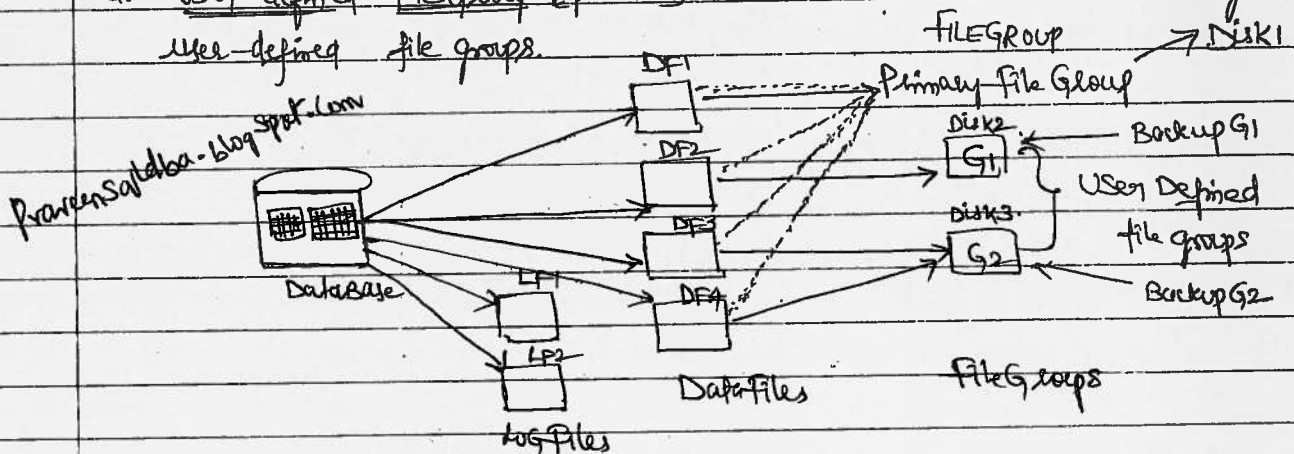 user-defined file groups.
FILEGROUP
Disk1
DF1
Primary-File Group
Praveensqldba.blogspot.com
Disk2
Backup G1
DF2
G1
User Defined
file groups
DF3
Disk3.
G2
DataBase
LF1
DF4
Backup G2
LF2
DataFiles
FileGroups
Log Files